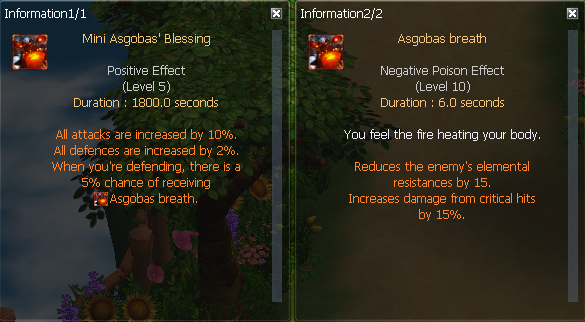 Information1/1
Mini Asgobas' Blessing
Positive Effect
(Level 5)
Duration : 1800.0 seconds
All attacks are increased by 10%.
All defences are increased by 2%.
When you're defending, there is a
5% chance of receiving
Asgobas breath.
Information2/2
Asgobas breath
Negative Poison Effect
(Level 10)
Duration : 6.0 seconds
You feel the fire heating your body.
Reduces the enemy's elemental
resistances by 15.
Increases damage from critical hits
by 15%.